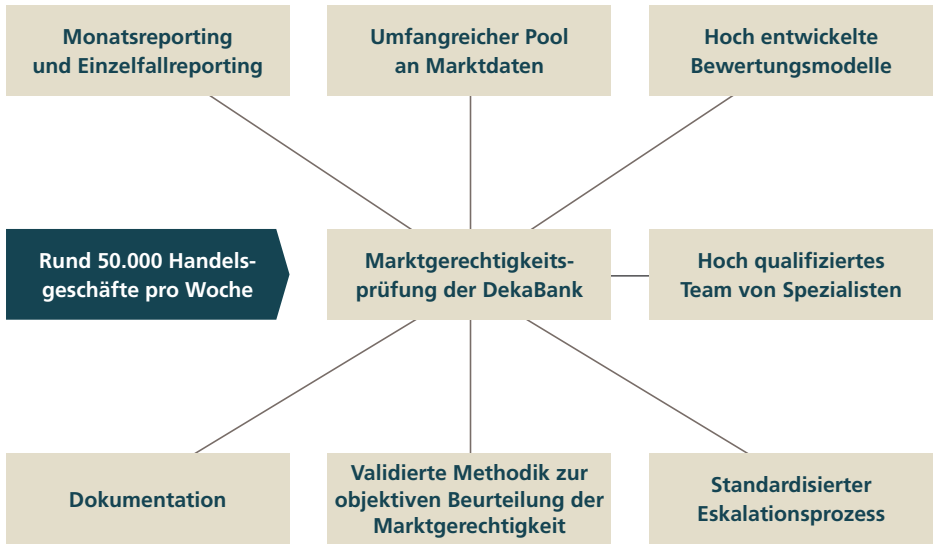 Monatsreporting
und Einzelfallreporting
Umfangreicher Pool
an Marktdaten
Hoch entwickelte
Bewertungsmodelle
Rund 50.000 Handels-
geschäfte pro Woche
Marktgerechtigkeits-
prüfung der DekaBank
Hoch qualifiziertes
Team von Spezialisten
Dokumentation
Validierte Methodik zur
objektiven Beurteilung der
Marktgerechtigkeit
Standardisierter
Eskalationsprozess